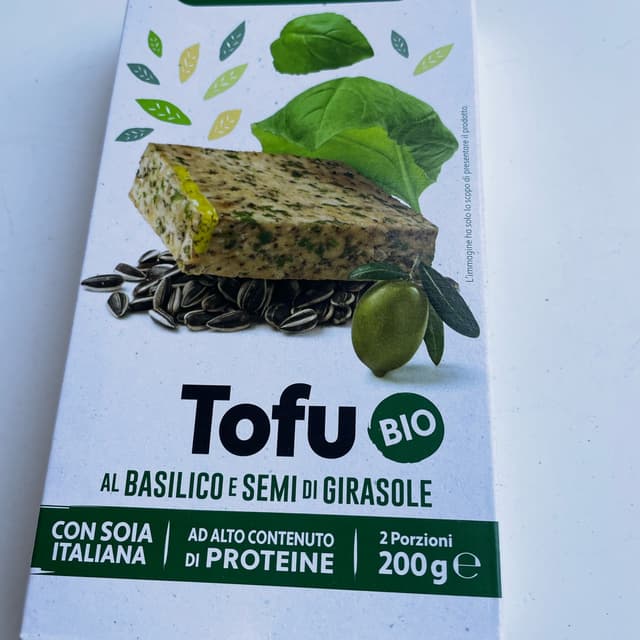 L'immagine ha solo lo scopo di presentare il prodotto.
Tofu BIO
AL BASILICO E SEMI DI GIRASOLE
CON SOIA
ITALIANA
AD ALTO CONTENUTO
DI PROTEINE
2 Porzioni
200 g ℮